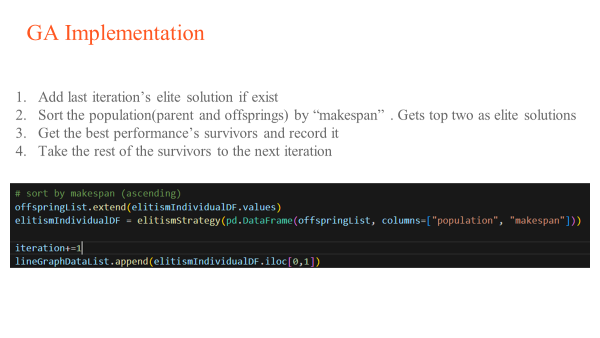 GA Implementation
1. Add last iteration's elite solution if exist
2. Sort the population(parent and offsprings) by “makespan” . Gets top two as elite solutions
3. Get the best performance's survivors and record it
4. Take the rest of the survivors to the next iteration
# sort by makespan (ascending)
offspringList.extend(elitismIndividualDF.values)
elitismIndividualDF = elitismStrategy(pd.DataFrame(offspringList, columns=["population", "makespan"]))
iteration+=1
lineGraphDataList.append(elitismIndividualDF.iloc[0,1])